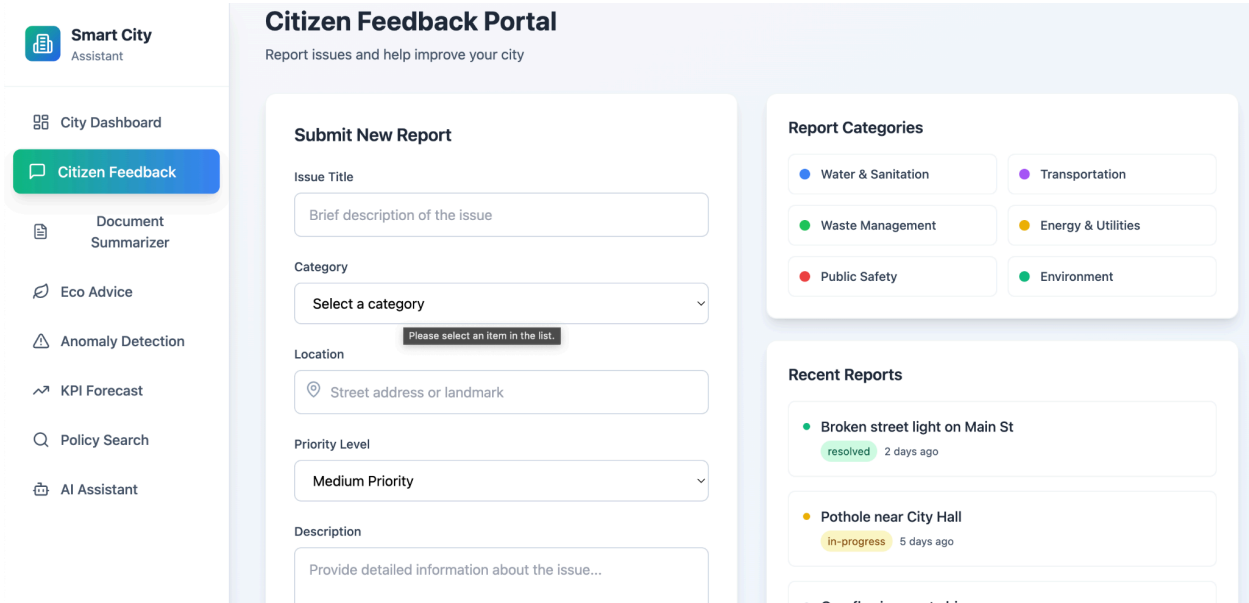 Smart City
Assistant
City Dashboard
Citizen Feedback
Document
Summarizer
Eco Advice
Anomaly Detection
KPI Forecast
Policy Search
AI Assistant
Citizen Feedback Portal
Report issues and help improve your city
Submit New Report
Issue Title
Brief description of the issue
Category
Select a category
Please select an item in the list.
Location
Street address or landmark
Priority Level
Medium Priority
Description
Provide detailed information about the issue...
Report Categories
Water & Sanitation
Transportation
Waste Management
Energy & Utilities
Public Safety
Environment
Recent Reports
Broken street light on Main St
resolved 2 days ago
Pothole near City Hall
in-progress 5 days ago